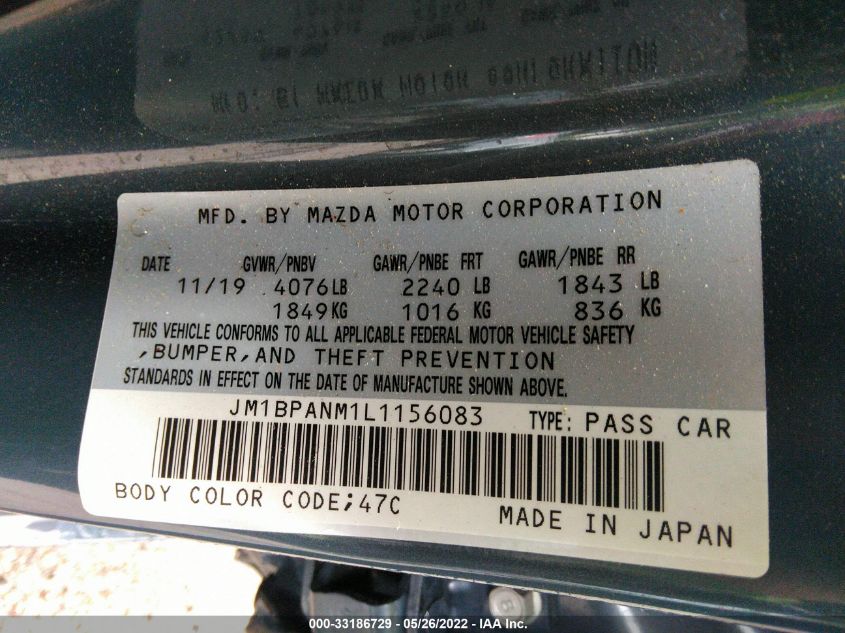 MFD. BY MAZDA MOTOR CORPORATION
DATE GVWR/PNBV GAWR/PNBE FRT GAWR/PNBE RR
11/19 4076LB 2240 LB 1843 LB
1849KG 1016 KG 836 KG
THIS VEHICLE CONFORMS TO ALL APPLICABLE FEDERAL MOTOR VEHICLE SAFETY
,BUMPER,AND THEFT PREVENTION
STANDARDS IN EFFECT ON THE DATE OF MANUFACTURE SHOWN ABOVE.
JM1BPANM1L1156083 TYPE: PASS CAR
BODY COLOR CODE;47C
MADE IN JAPAN
000-33186729 - 05/26/2022 - IAA Inc.